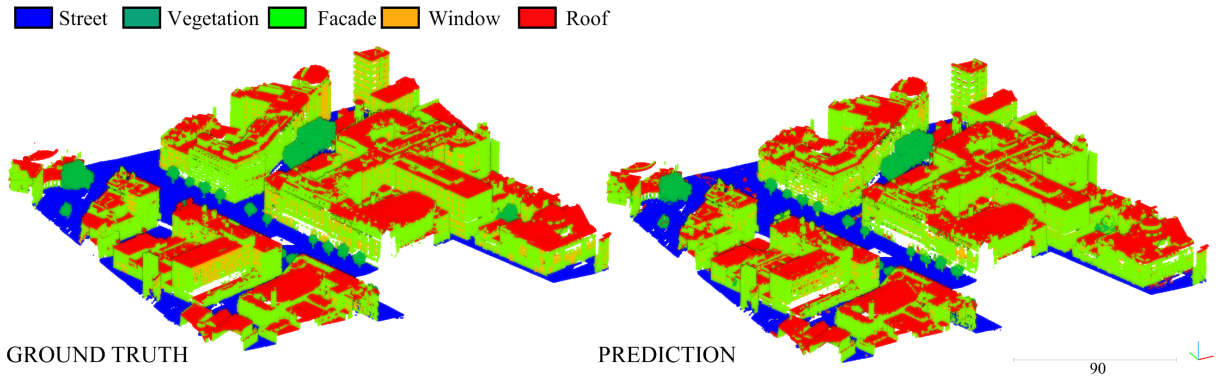 Street Vegetation Facade Window Roof
GROUND TRUTH
PREDICTION
90